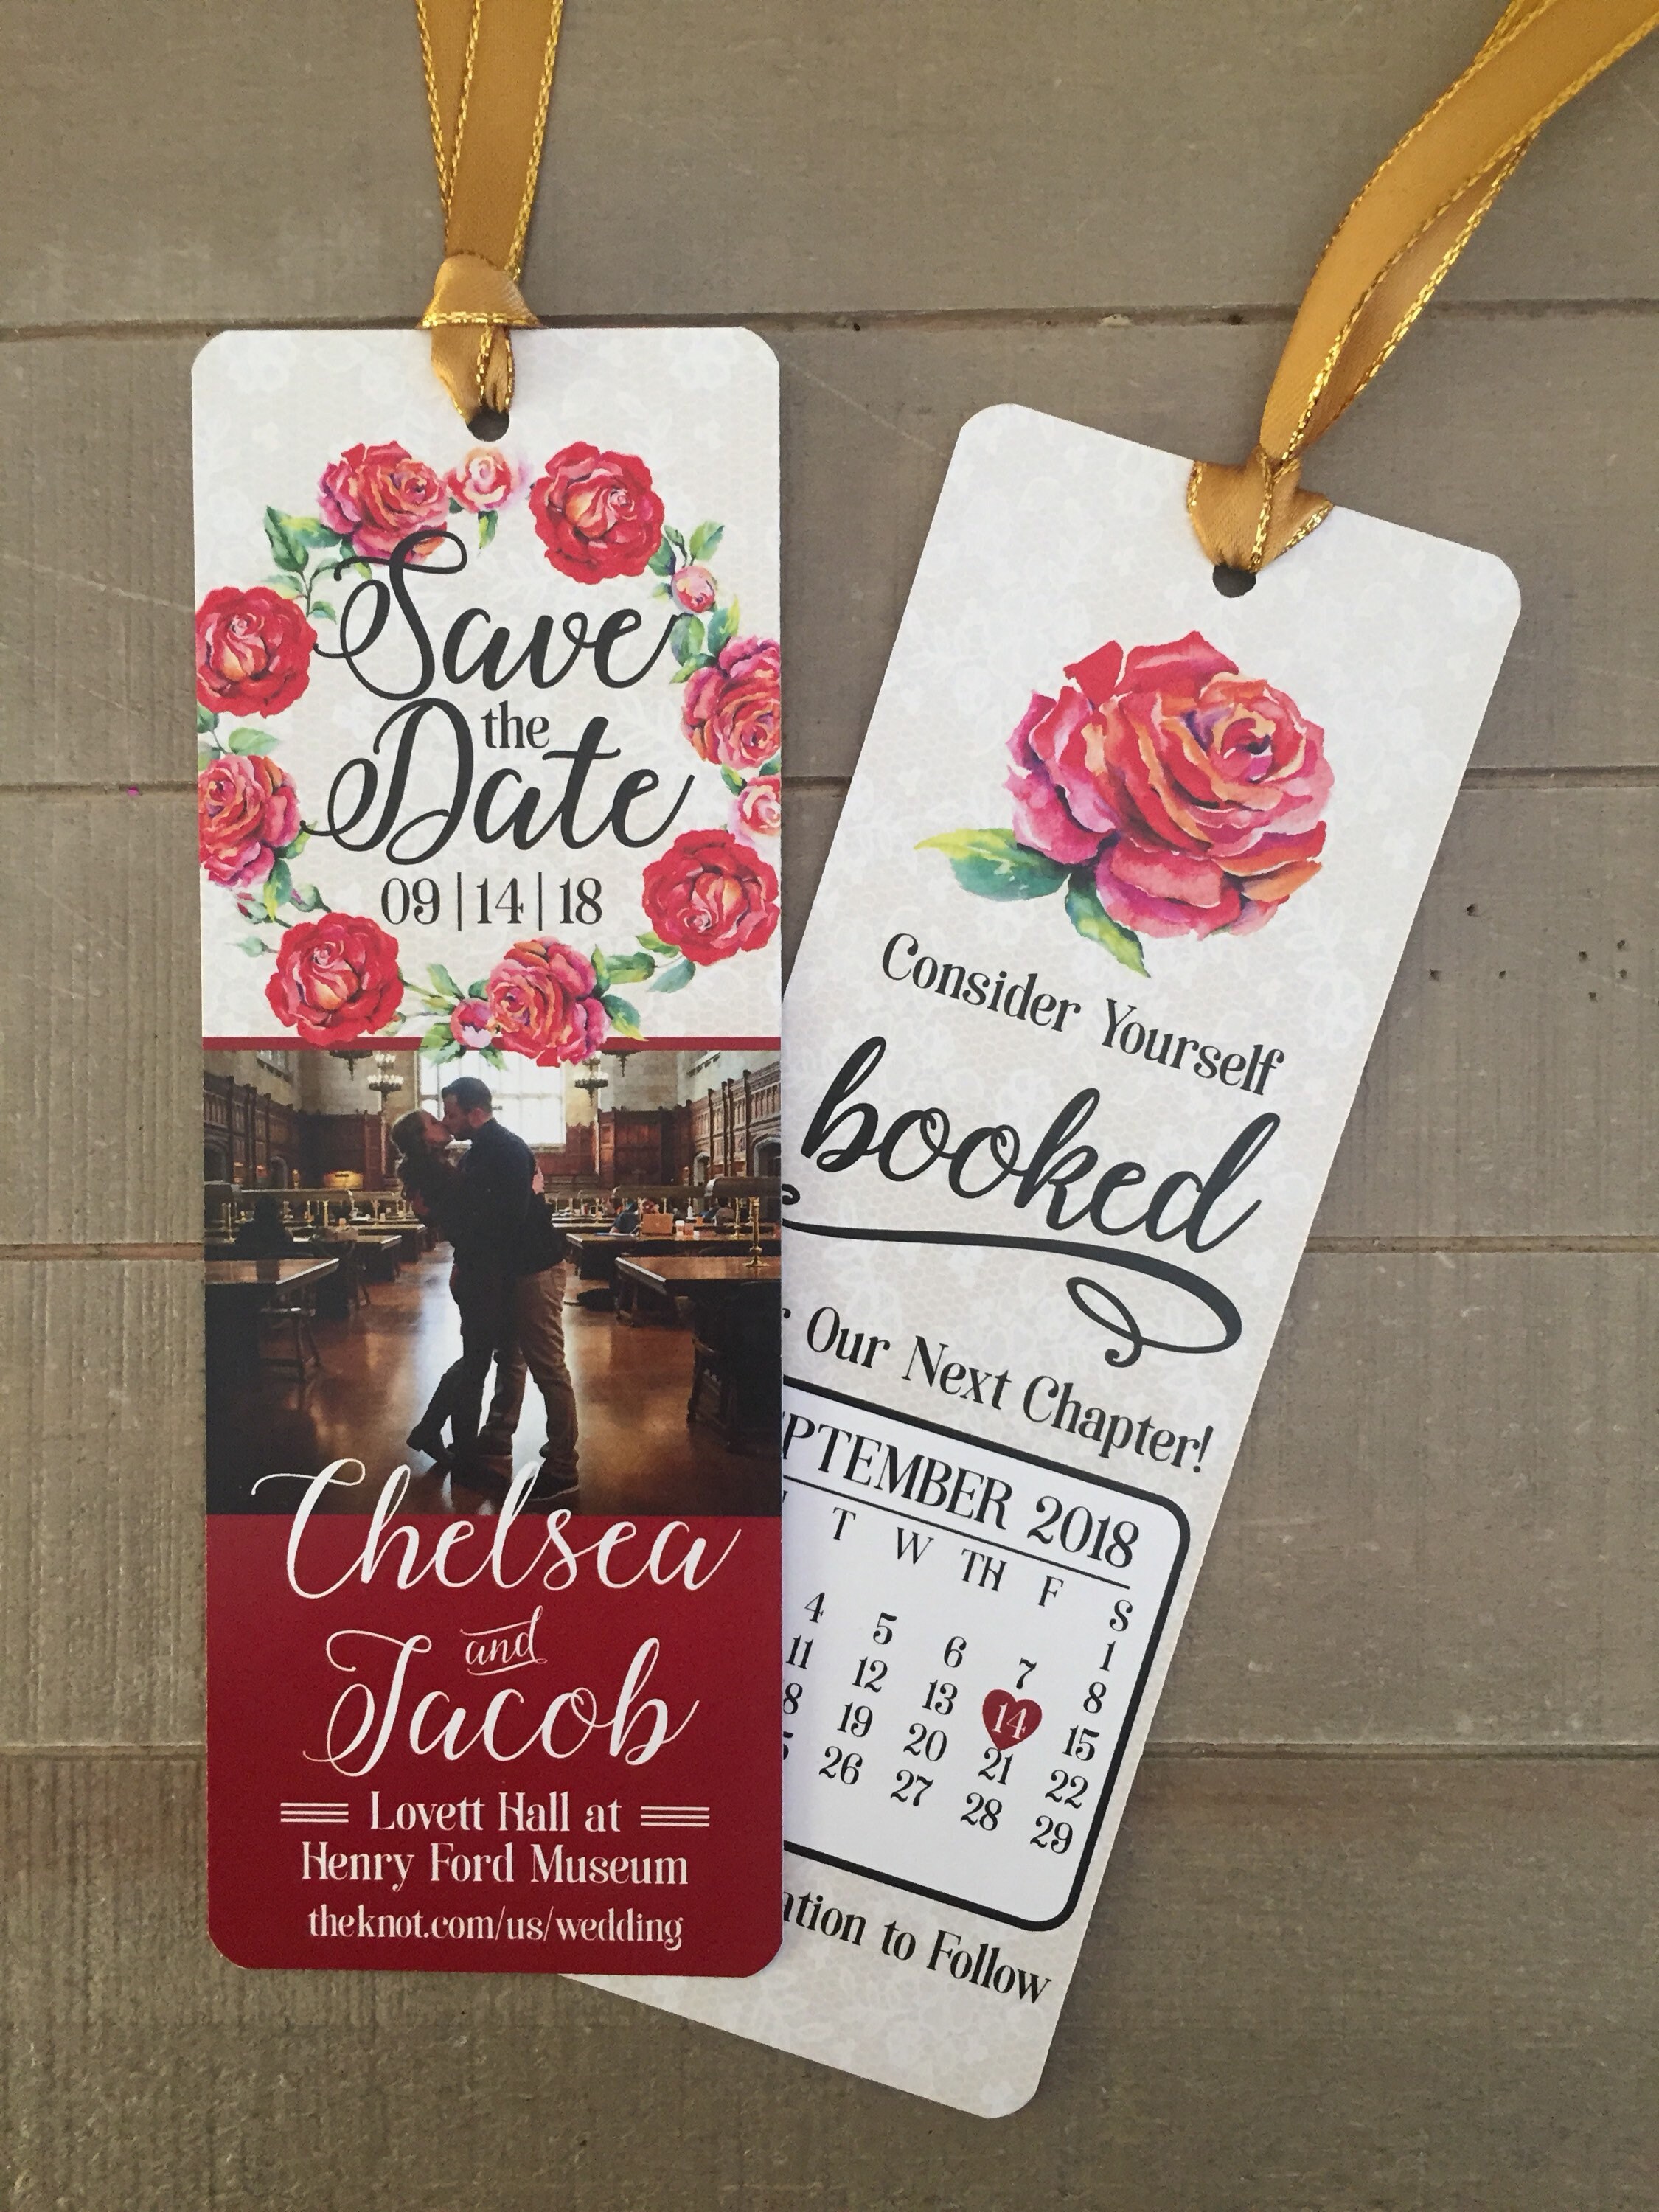 Save
the
Date
09|14|18
Chelsea
and
Jacob
Lovett Hall at
Henry Ford Museum
theknot.com/us/wedding
Consider Yourself
booked
Our Next Chapter!
PTEMBER 2018
T W TH F S
1
4 5 6 7 8
11 12 13 14 15
8 19 20 21 22
26 27 28 29
ation to Follow